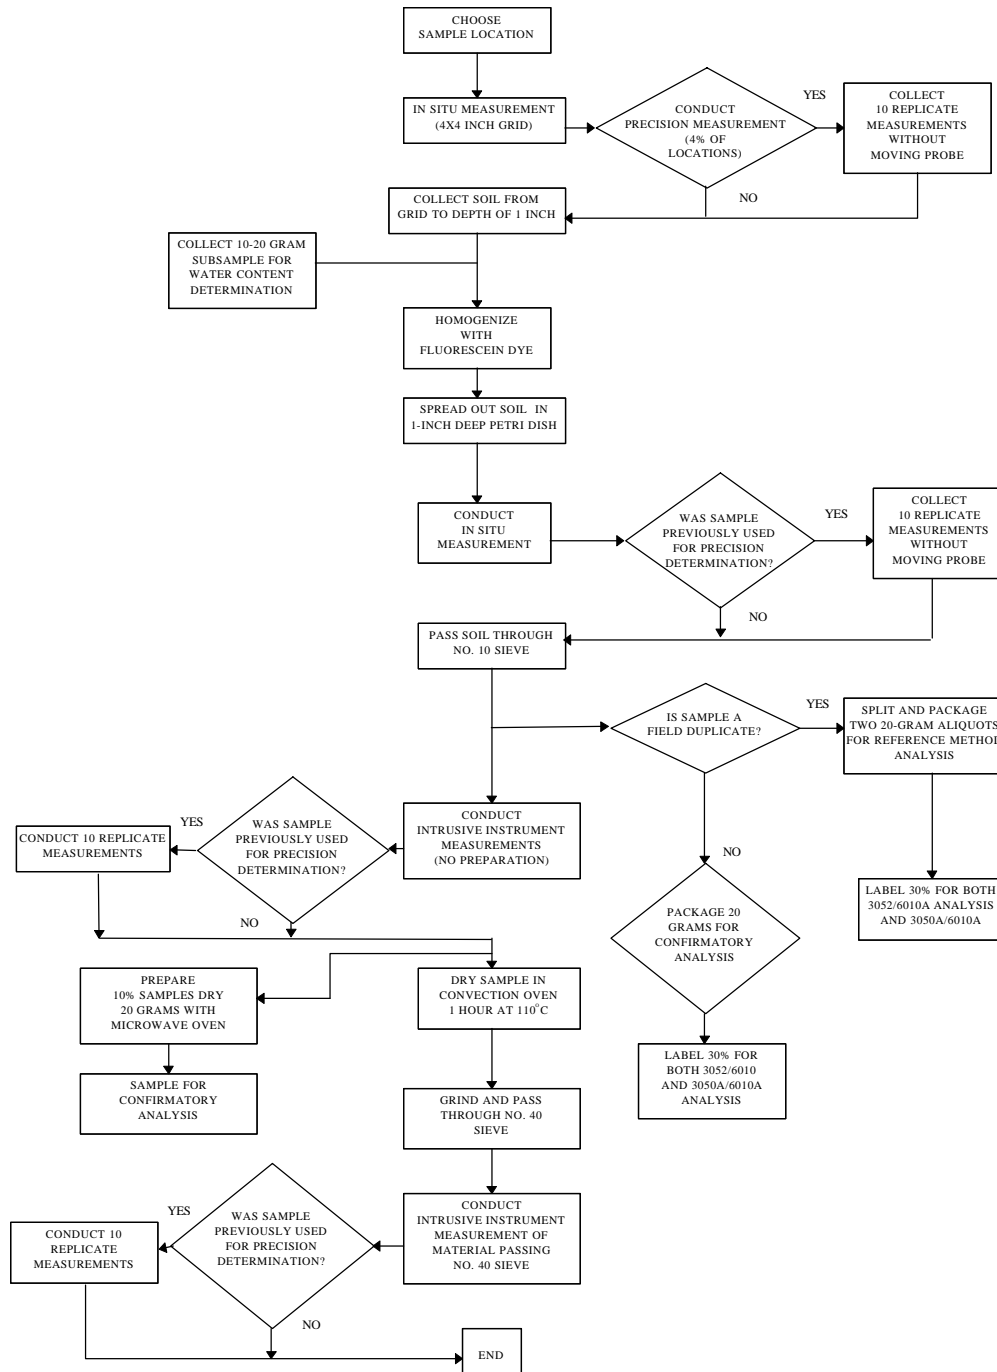 CHOOSE
SAMPLE LOCATION
IN SITU MEASUREMENT
(4X4 INCH GRID)
CONDUCT
PRECISION MEASUREMENT
(4% OF
LOCATIONS)
YES
COLLECT
10 REPLICATE
MEASUREMENTS
WITHOUT
MOVING PROBE
NO
COLLECT SOIL FROM
GRID TO DEPTH OF 1 INCH
COLLECT 10-20 GRAM
SUBSAMPLE FOR
WATER CONTENT
DETERMINATION
HOMOGENIZE
WITH
FLUORESCEIN DYE
SPREAD OUT SOIL IN
1-INCH DEEP PETRI DISH
CONDUCT
IN SITU
MEASUREMENT
WAS SAMPLE
PREVIOUSLY USED
FOR PRECISION
DETERMINATION?
YES
COLLECT
10 REPLICATE
MEASUREMENTS
WITHOUT
MOVING PROBE
NO
PASS SOIL THROUGH
NO. 10 SIEVE
IS SAMPLE A
FIELD DUPLICATE?
YES
SPLIT AND PACKAGE
TWO 20-GRAM ALIQUOTS
FOR REFERENCE METHOD
ANALYSIS
CONDUCT
INTRUSIVE INSTRUMENT
MEASUREMENTS
(NO PREPARATION)
WAS SAMPLE
PREVIOUSLY USED
FOR PRECISION
DETERMINATION?
YES
CONDUCT 10 REPLICATE
MEASUREMENTS
NO
NO
LABEL 30% FOR BOTH
3052/6010A ANALYSIS
AND 3050A/6010A
PACKAGE 20
GRAMS FOR
CONFIRMATORY
ANALYSIS
PREPARE
10% SAMPLES DRY
20 GRAMS WITH
MICROWAVE OVEN
DRY SAMPLE IN
CONVECTION OVEN
1 HOUR AT 110°C
LABEL 30% FOR
BOTH 3052/6010
AND 3050A/6010A
ANALYSIS
SAMPLE FOR
CONFIRMATORY
ANALYSIS
GRIND AND PASS
THROUGH NO. 40
SIEVE
CONDUCT
INTRUSIVE INSTRUMENT
MEASUREMENT OF
MATERIAL PASSING
NO. 40 SIEVE
WAS SAMPLE
PREVIOUSLY USED
FOR PRECISION
DETERMINATION?
YES
CONDUCT 10
REPLICATE
MEASUREMENTS
NO
END